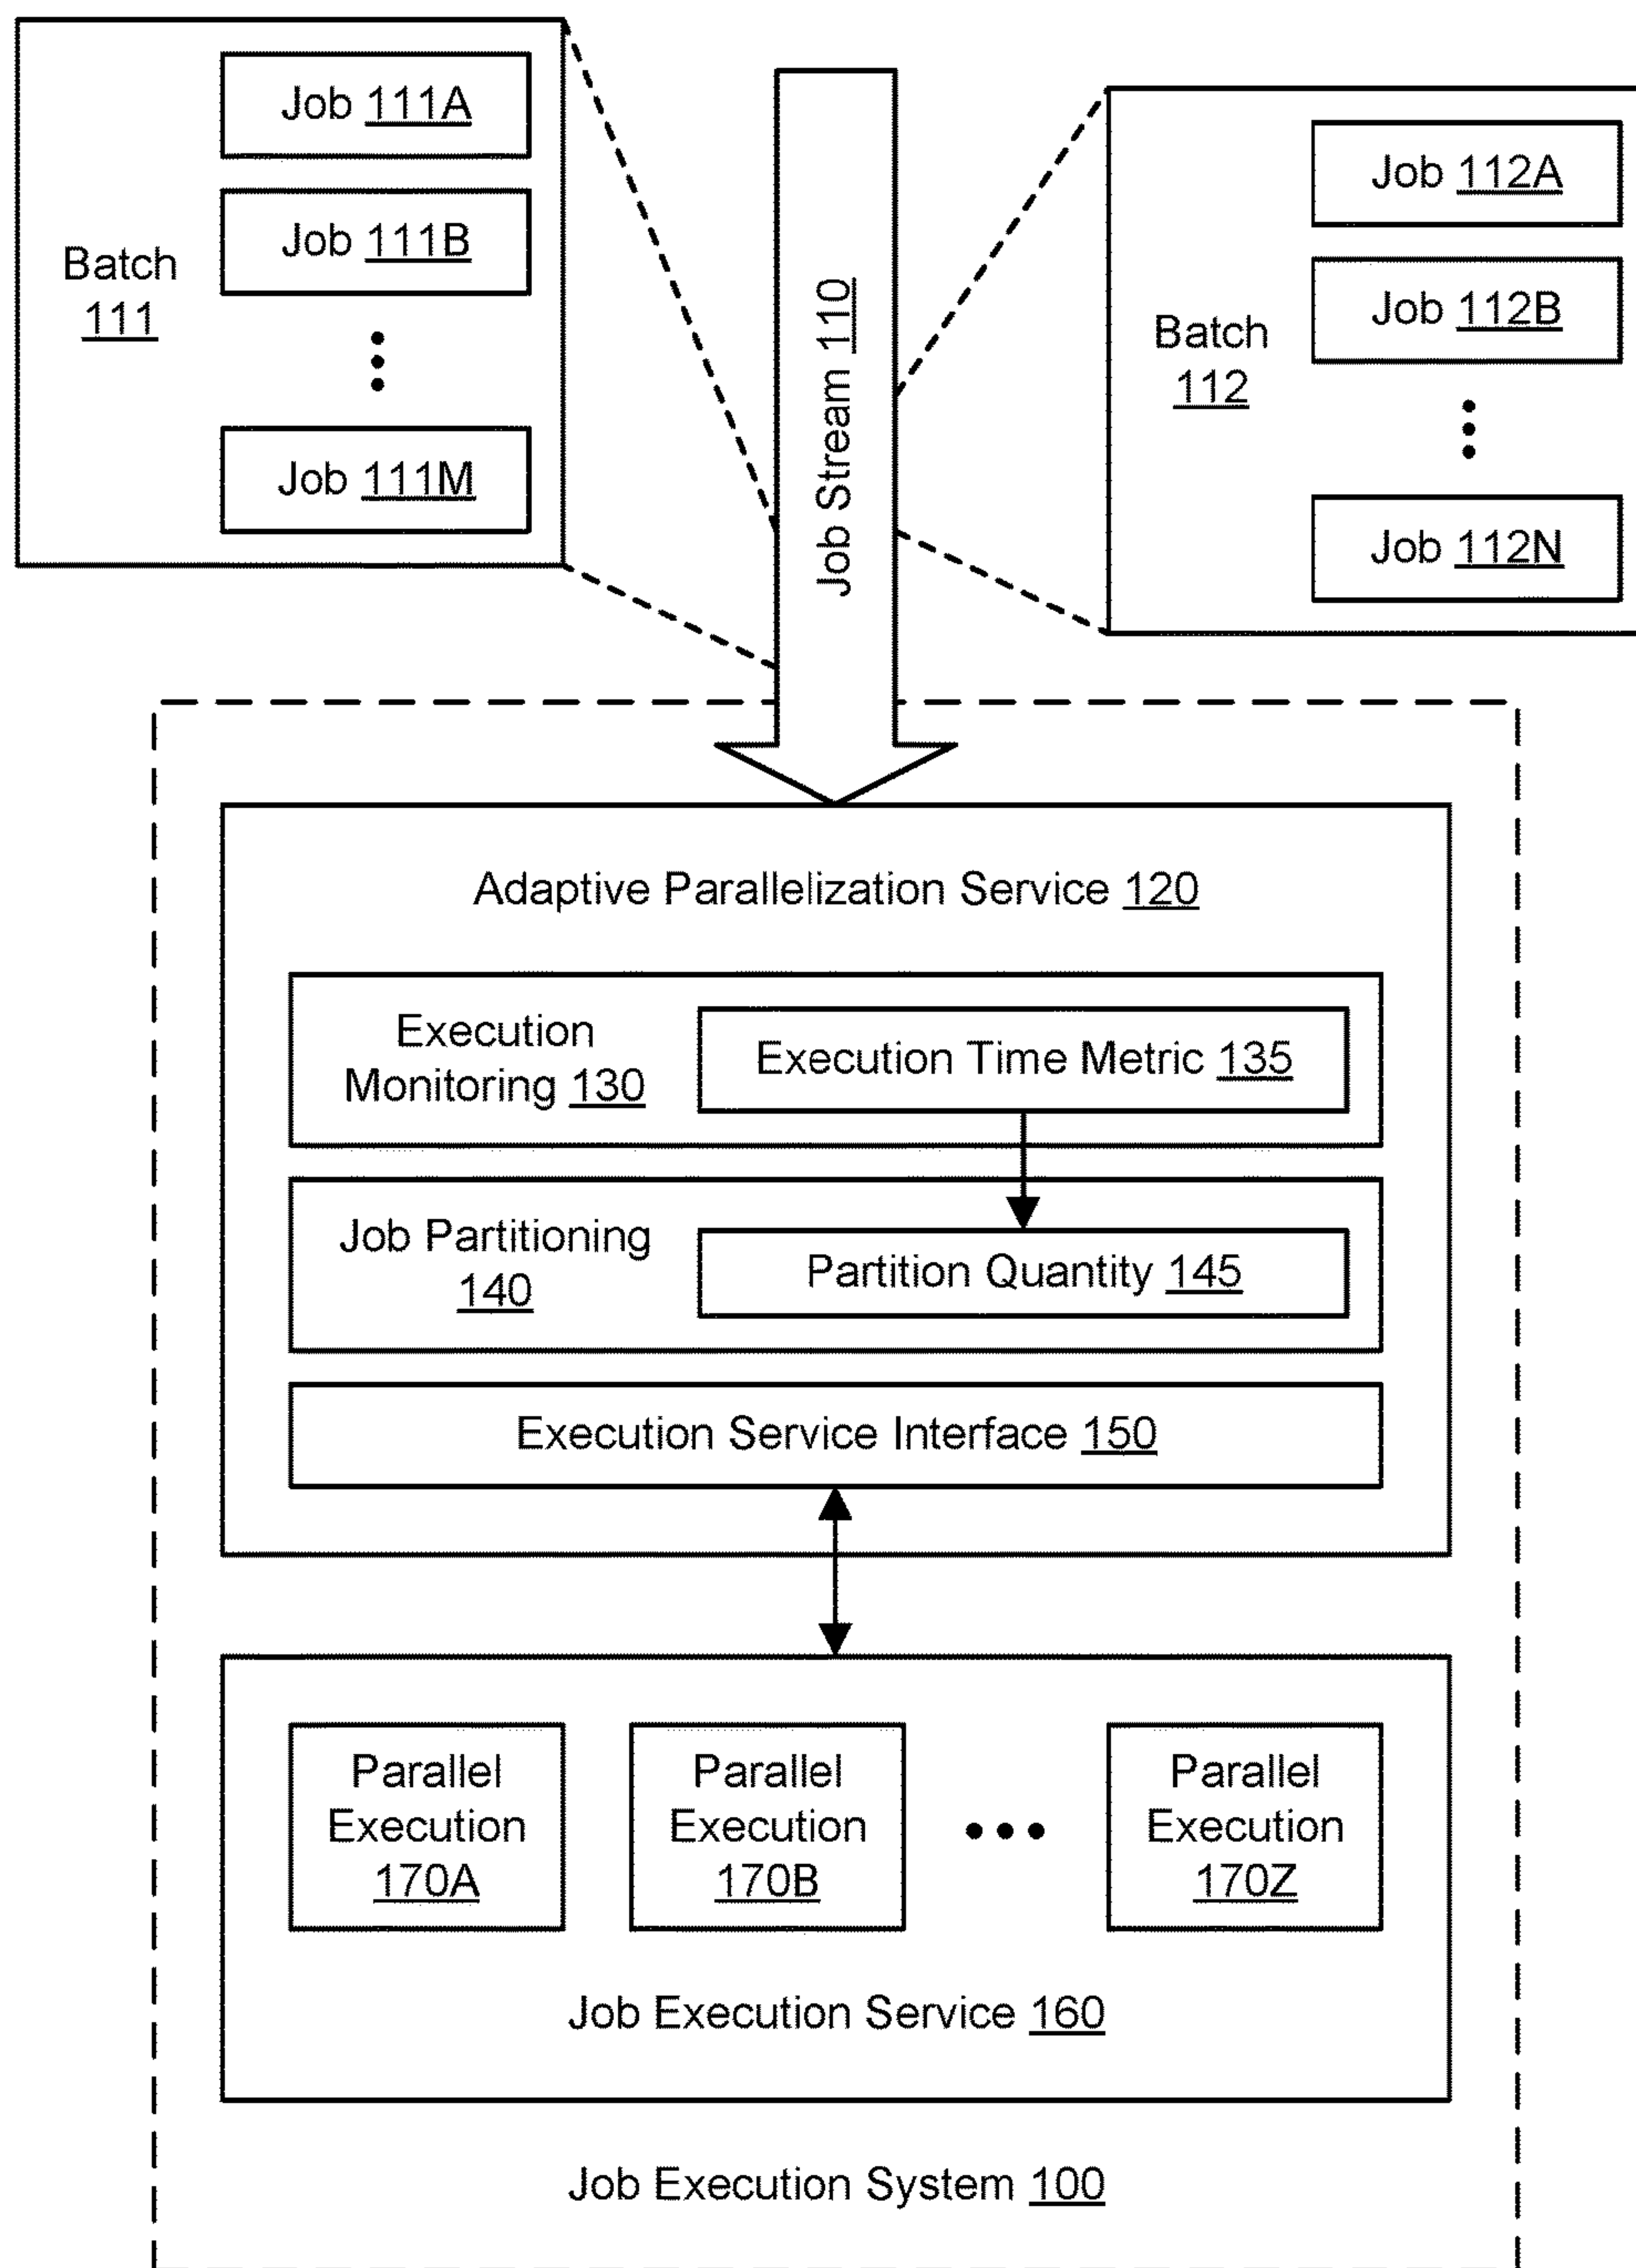 Batch
111
Job 111A
Job 111B
Job 111M
Job Stream 110
Batch
112
Job 112A
Job 112B
Job 112N
Adaptive Parallelization Service 120
Execution
Monitoring 130
Execution Time Metric 135
Job Partitioning
140
Partition Quantity 145
Execution Service Interface 150
Parallel
Execution
170A
Parallel
Execution
170B
Parallel
Execution
170Z
Job Execution Service 160
Job Execution System 100